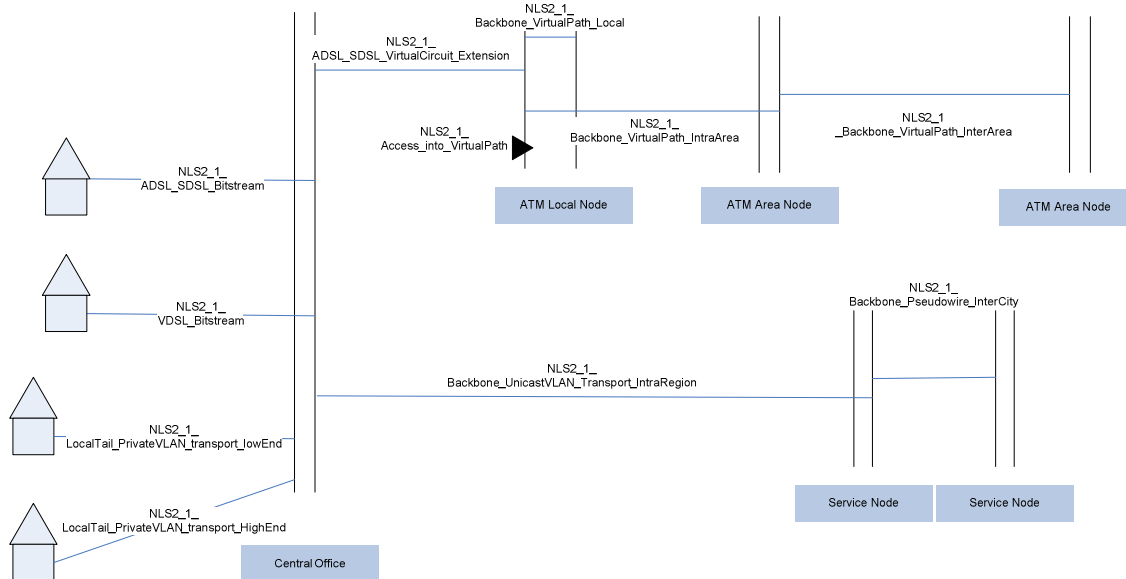 NLS2_1_
Backbone_VirtualPath_Local
NLS2_1_
ADSL_SDSL_VirtualCircuit_Extension
NLS2_1_
Access_into_VirtualPath
NLS2_1_
Backbone_VirtualPath_IntraArea
NLS2_1
_Backbone_VirtualPath_InterArea
NLS2_1_
ADSL_SDSL_Bitstream
ATM Local Node
ATM Area Node
ATM Area Node
NLS2_1_
VDSL_Bitstream
NLS2_1_
Backbone_Pseudowire_InterCity
NLS2_1_
Backbone_UnicastVLAN_Transport_IntraRegion
NLS2_1_
LocalTail_PrivateVLAN_transport_lowEnd
NLS2_1_
LocalTail_PrivateVLAN_transport_HighEnd
Service Node
Service Node
Central Office